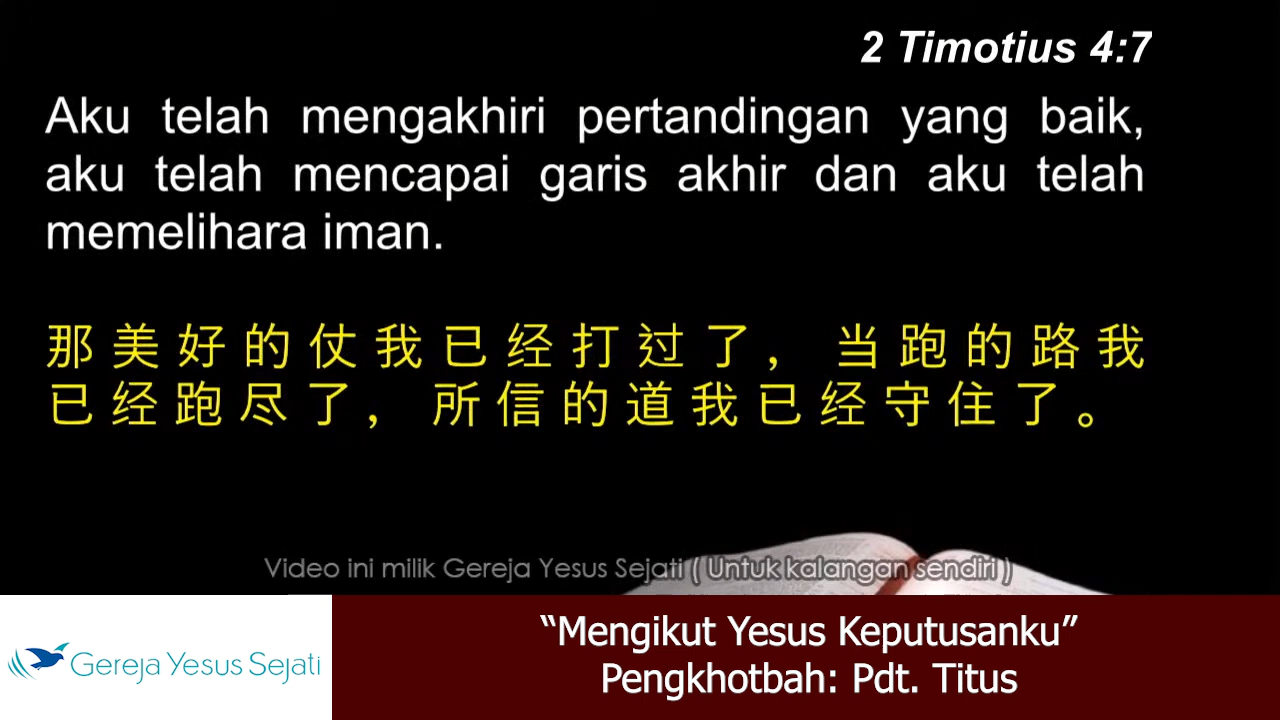 2 Timotius 4:7
Aku telah mengakhiri pertandingan yang baik,
aku telah mencapai garis akhir dan aku telah
memelihara iman.
那美好的仗我已经打过了，当跑的路我
已经跑尽了，所信的道我已经守住了。
Video ini milik Gereja Yesus Sejati ( Untuk kalangan sendiri )
“Mengikut Yesus Keputusanku”
Pengkhotbah: Pdt. Titus
Gereja Yesus Sejati